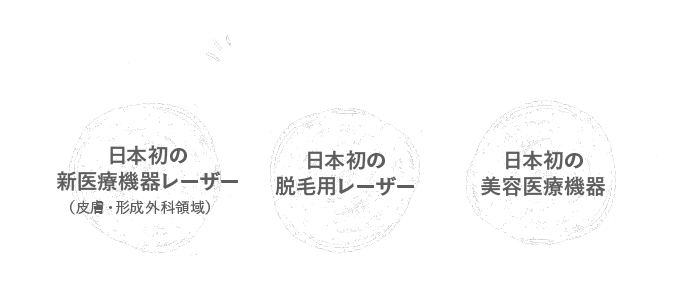 日本初の
新医療機器レーザー
（皮膚・形成外科領域）
日本初の
脱毛用レーザー
日本初の
美容医療機器